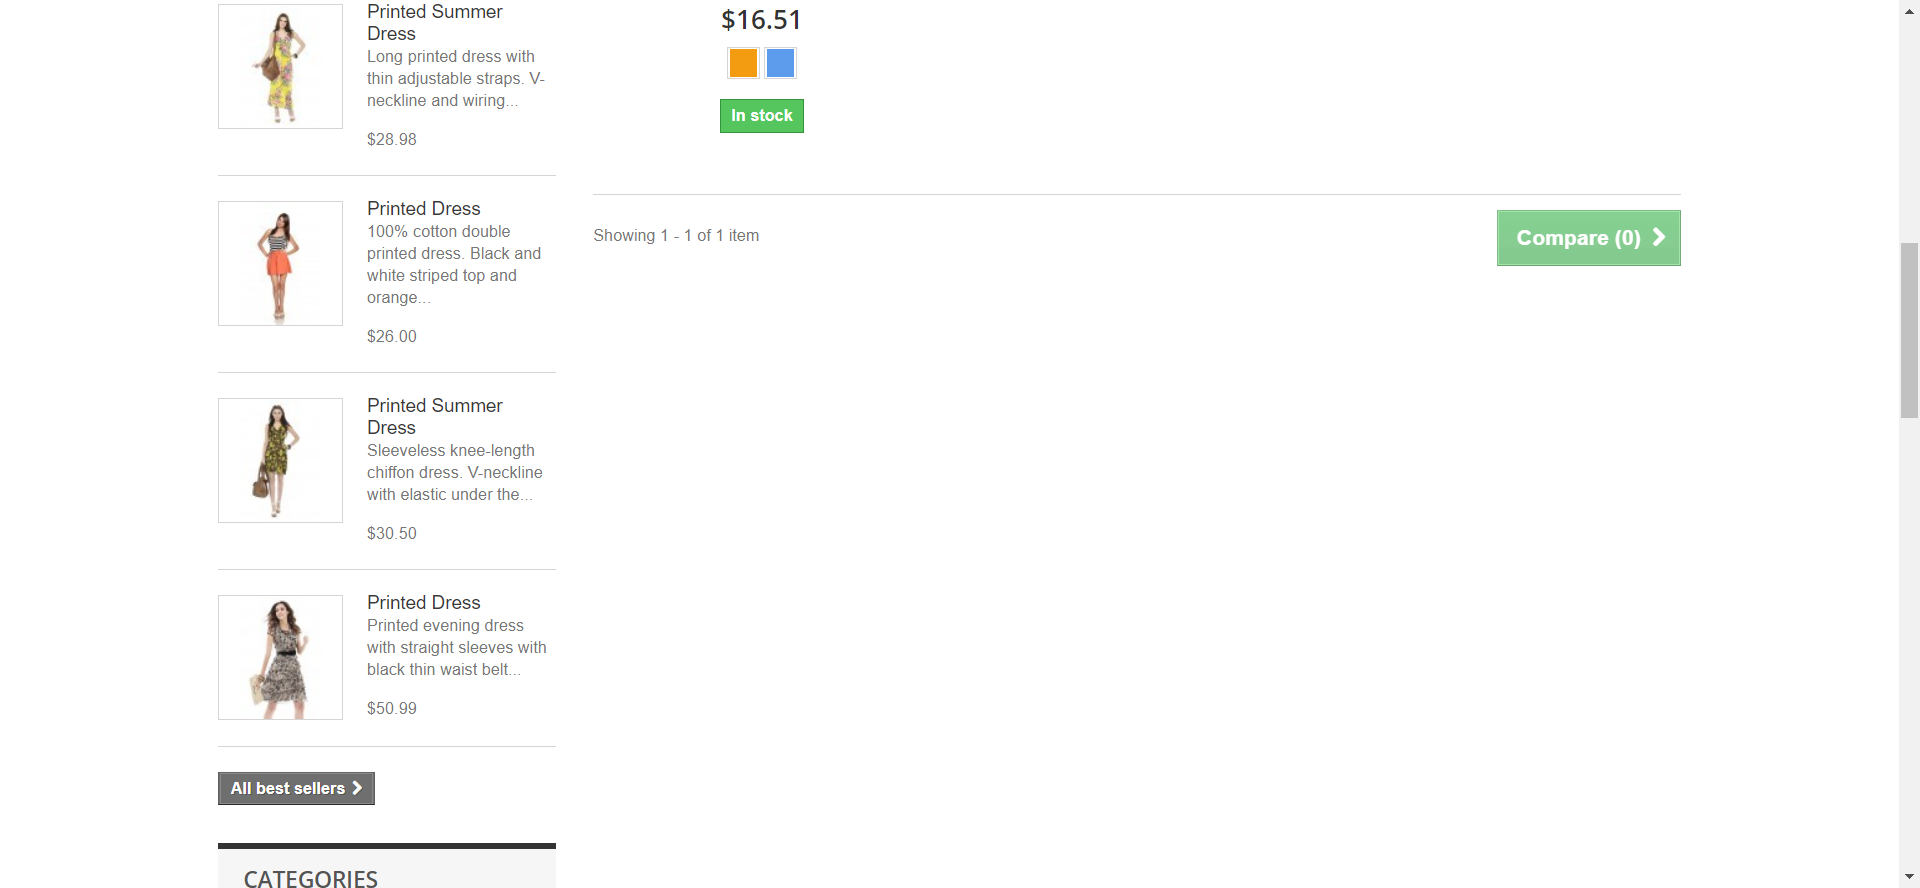 Printed Summer
Dress
Long printed dress with
thin adjustable straps. V-
neckline and wiring...
$28.98
Printed Dress
100% cotton double
printed dress. Black and
white striped top and
orange...
$26.00
Printed Summer
Dress
Sleeveless knee-length
chiffon dress. V-neckline
with elastic under the...
$30.50
Printed Dress
Printed evening dress
with straight sleeves with
black thin waist belt...
$50.99
All best sellers
CATEGORIES
$16.51
In stock
Showing 1 - 1 of 1 item
Compare (0)